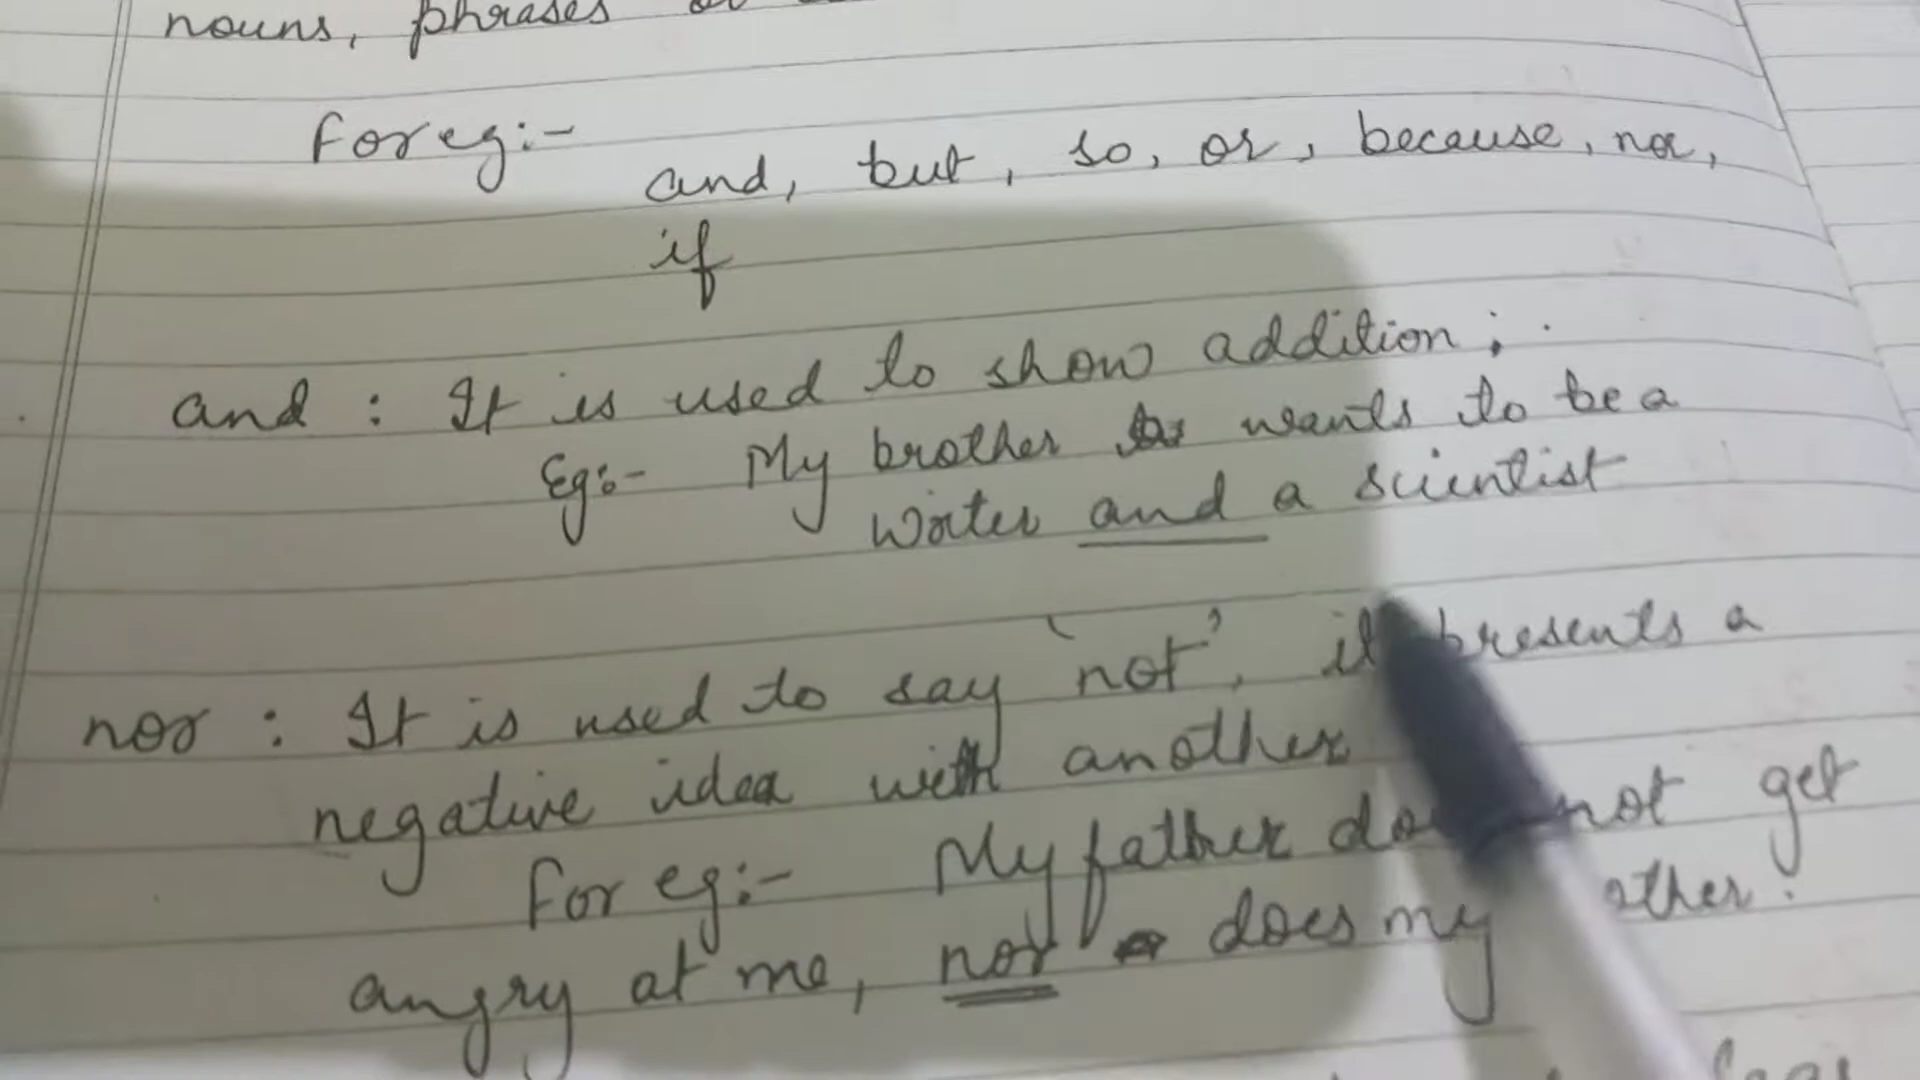 nouns, phrases
For eg:-
and, but, so, or, because, nor,
if
and : It is used to show addition;
Eg:- My brother wants to be a
writer and a scientist
nor : It is used to say 'not', it presents a
negative idea with another
For eg:- My father does not get
angry at me, nor does my other.